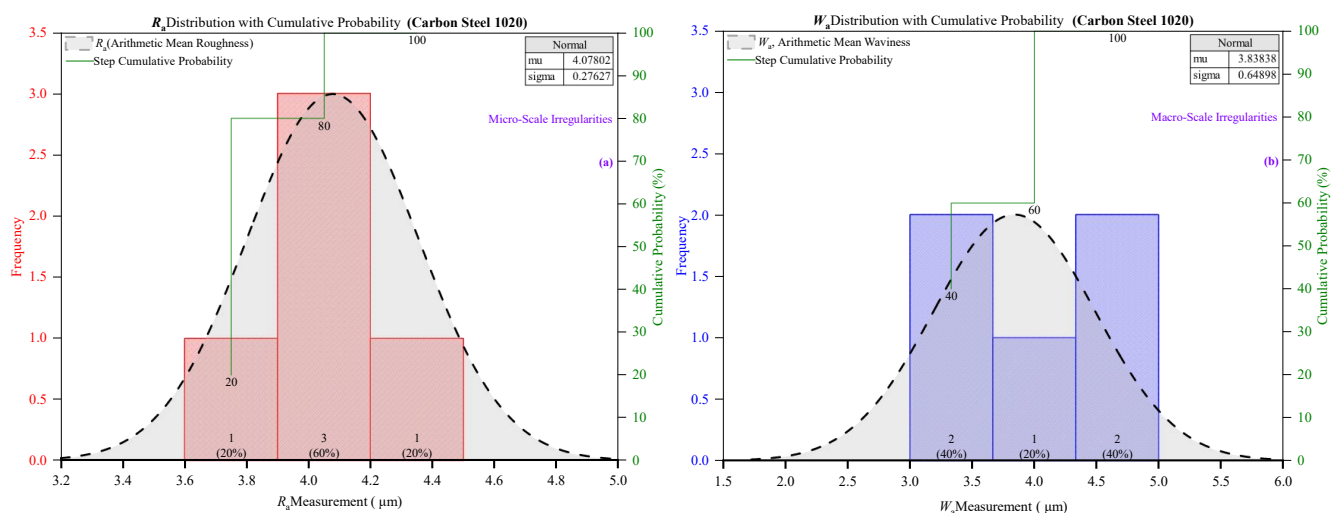 RaDistribution with Cumulative Probability (Carbon Steel 1020)
Ra(Arithmetic Mean Roughness)
Step Cumulative Probability
100
Normal
mu 4.07802
sigma 0.27627
Micro-Scale Irregularities
(a)
80
20
1
(20%)
3
(60%)
1
(20%)
Frequency
3.5
3.0
2.5
2.0
1.5
1.0
0.5
0.0
3.2 3.4 3.6 3.8 4.0 4.2 4.4 4.6 4.8 5.0
RaMeasurement ( μm)
100
90
80
70
60
50
40
30
20
10
0
Cumulative Probability (%)
WaDistribution with Cumulative Probability (Carbon Steel 1020)
Wa, Arithmetic Mean Waviness
Step Cumulative Probability
100
Normal
mu 3.83838
sigma 0.64898
Macro-Scale Irregularities
(b)
60
40
2
(40%)
1
(20%)
2
(40%)
Frequency
3.5
3.0
2.5
2.0
1.5
1.0
0.5
0.0
1.5 2.0 2.5 3.0 3.5 4.0 4.5 5.0 5.5 6.0
WaMeasurement ( μm)
100
90
80
70
60
50
40
30
20
10
0
Cumulative Probability (%)